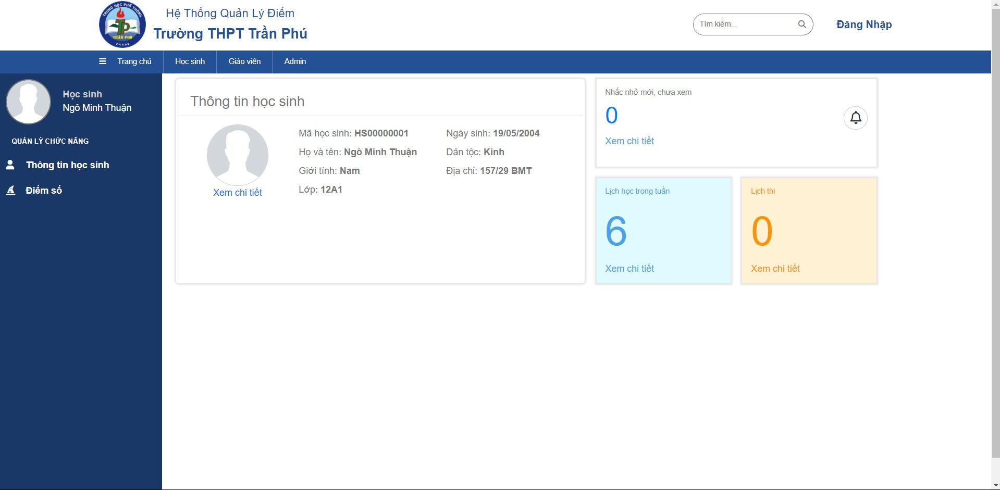 TRUNG HỌC PHỔ THÔNG
TP
TRẦN PHÚ
ĐÀ LẠT
Hệ Thống Quản Lý Điểm
Trường THPT Trần Phú
Tìm kiếm...
Đăng Nhập
Trang chủ
Học sinh
Giáo viên
Admin
Học sinh
Ngô Minh Thuận
QUẢN LÝ CHỨC NĂNG
Thông tin học sinh
Điểm số
Thông tin học sinh
Xem chi tiết
Mã học sinh: HS00000001
Họ và tên: Ngô Minh Thuận
Giới tính: Nam
Lớp: 12A1
Ngày sinh: 19/05/2004
Dân tộc: Kinh
Địa chỉ: 157/29 BMT
Nhắc nhở mới, chưa xem
0
Xem chi tiết
Lịch học trong tuần
6
Xem chi tiết
Lịch thi
0
Xem chi tiết